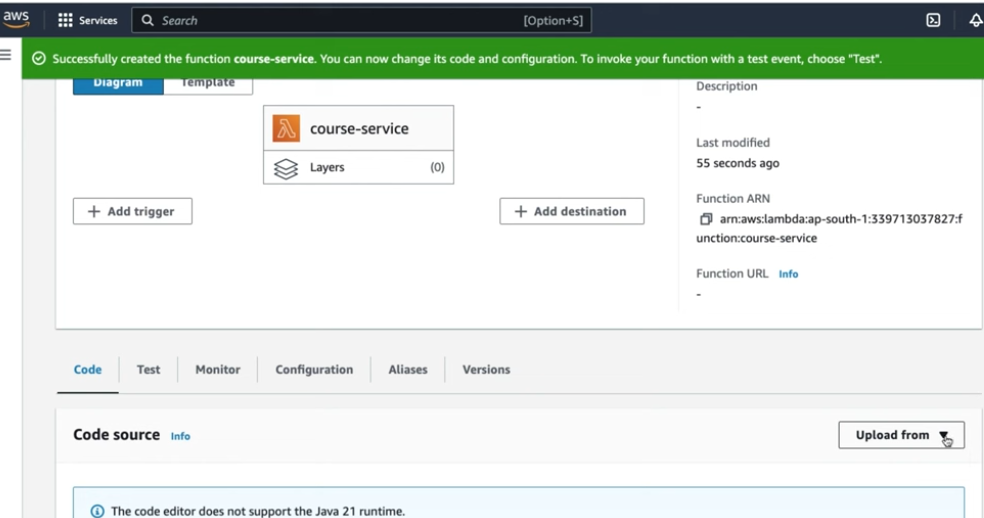 aws
Services
Search
[Option+S]
Successfully created the function course-service. You can now change its code and configuration. To invoke your function with a test event, choose "Test".
Diagram
Template
course-service
Layers
(0)
+ Add trigger
+ Add destination
Description
-
Last modified
55 seconds ago
Function ARN
arn:aws:lambda:ap-south-1:339713037827:f
unction:course-service
Function URL Info
-
Code
Test
Monitor
Configuration
Aliases
Versions
Code source Info
Upload from
The code editor does not support the Java 21 runtime.